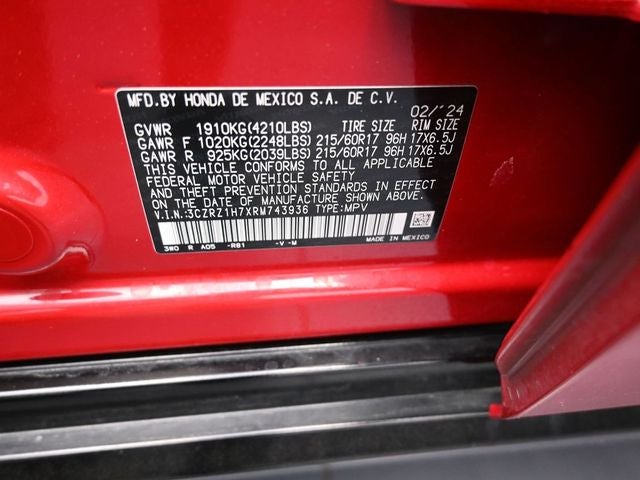 MFD.BY HONDA DE MEXICO S.A. DE C.V. 02/'24
GVWR 1910KG(4210LBS) TIRE SIZE RIM SIZE
GAWR F 1020KG(2248LBS) 215/60R17 96H 17X6.5J
GAWR R 925KG(2039LBS) 215/60R17 96H 17X6.5J
THIS VEHICLE CONFORMS TO ALL APPLICABLE
FEDERAL MOTOR VEHICLE SAFETY
STANDARDS IN EFFECT
ON THE DATE OF MANUFACTURE SHOWN ABOVE.
V.I.N.:3CZRZ1H7XRM743936 TYPE:MPV
3W0 R A05 -R81 -V -M MADE IN MEXICO